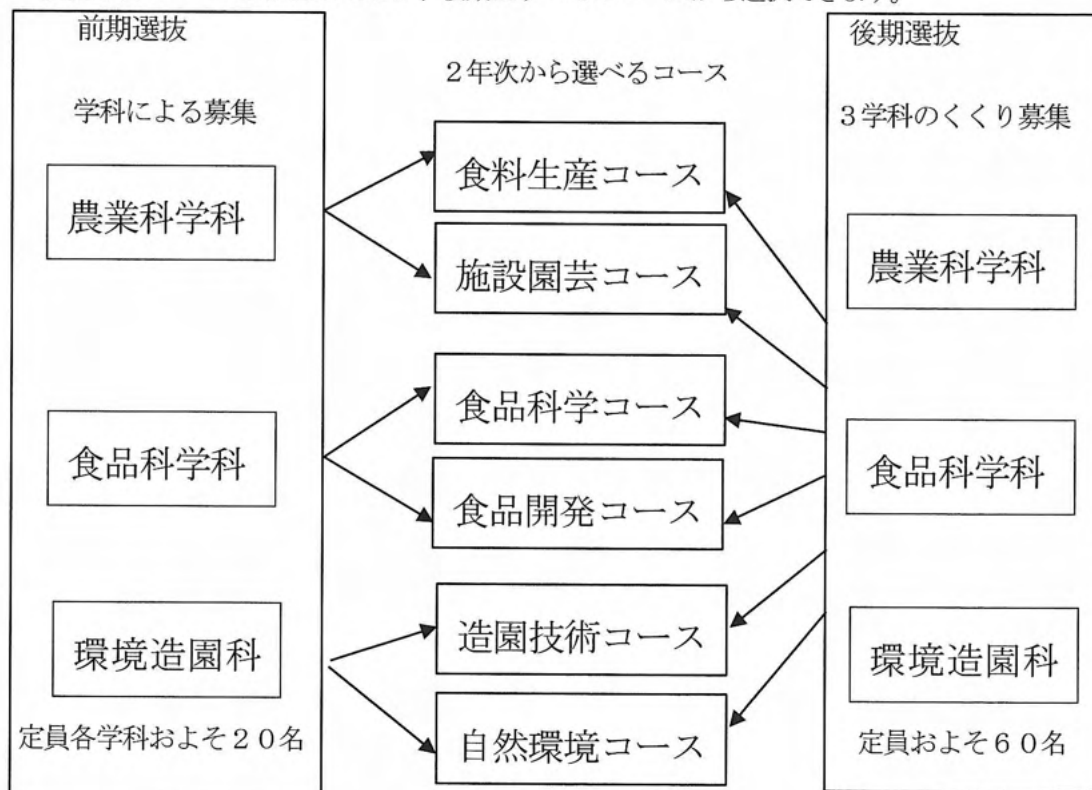 前期選抜
学科による募集
農業科学科
食品科学科
環境造園科
定員各学科およそ２０名
２年次から選べるコース
食料生産コース
施設園芸コース
食品科学コース
食品開発コース
造園技術コース
自然環境コース
後期選抜
３学科のくくり募集
農業科学科
食品科学科
環境造園科
定員およそ６０名